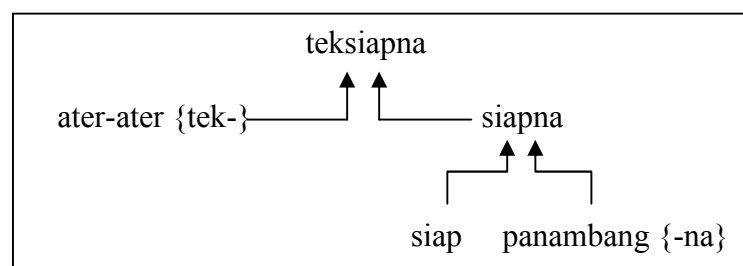 teksiapna
ater-ater {tek-} siapna
siap panambang {-na}